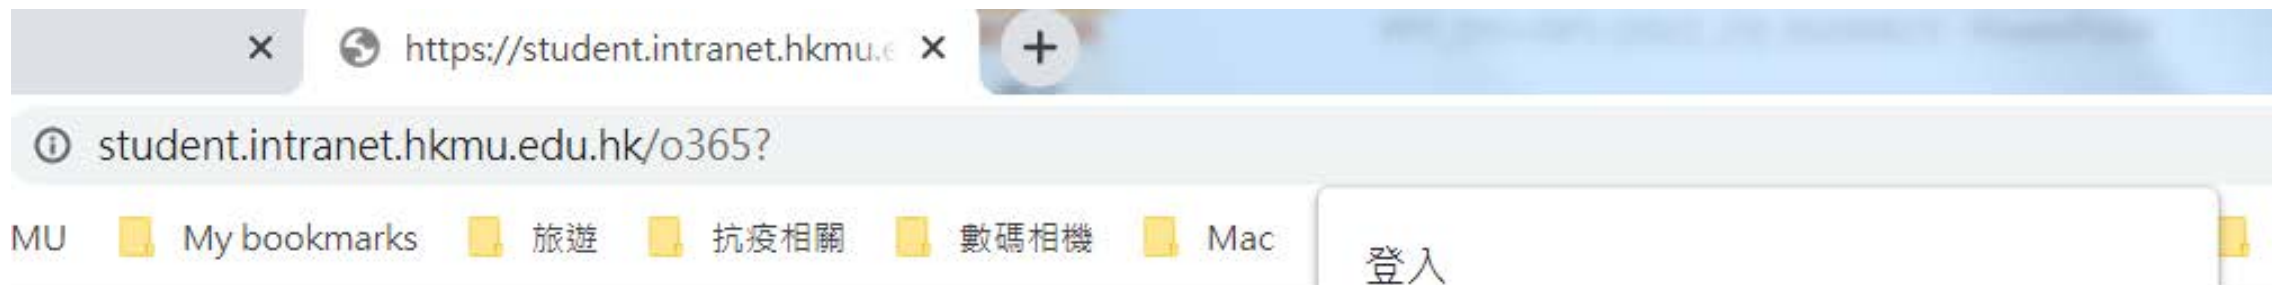 https://student.intranet.hkmu.e
student.intranet.hkmu.edu.hk/o365?
MU My bookmarks 旅遊 抗疫相關 數碼相機 Mac
登入